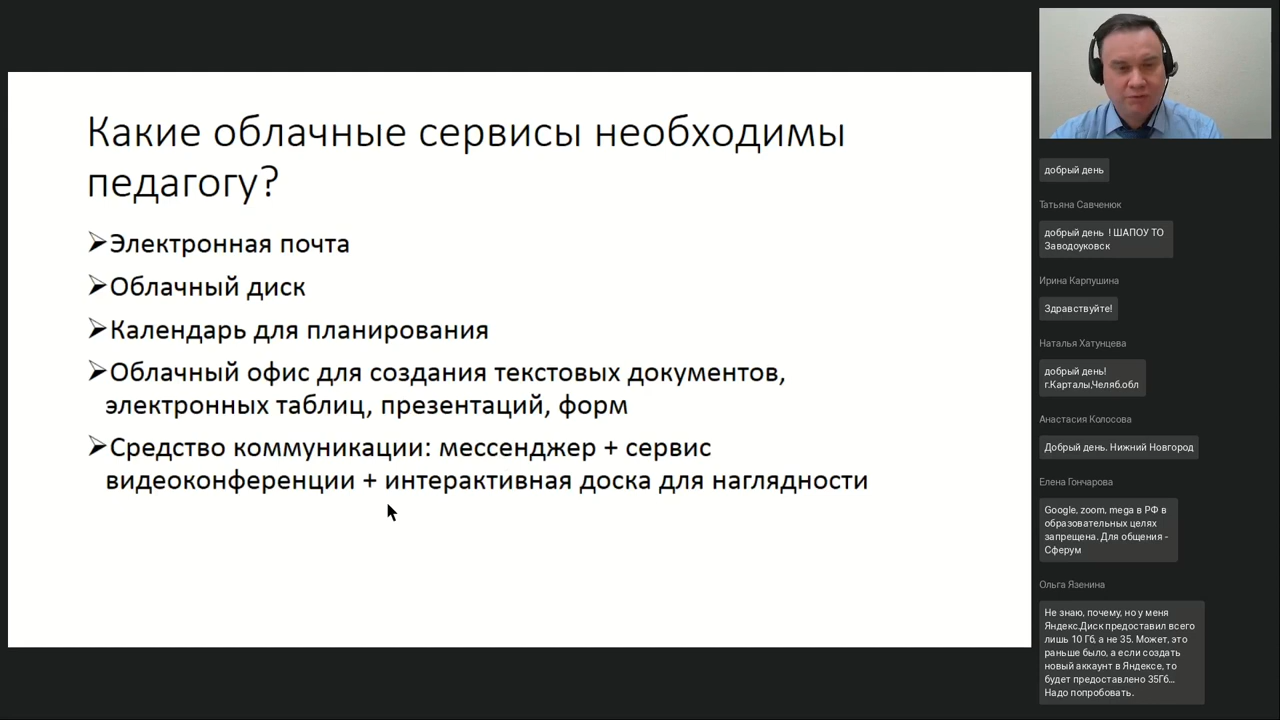 Какие облачные сервисы необходимы
педагогу?
➢Электронная почта
➢Облачный диск
➢Календарь для планирования
➢Облачный офис для создания текстовых документов,
электронных таблиц, презентаций, форм
➢Средство коммуникации: мессенджер + сервис
видеоконференции + интерактивная доска для наглядности
добрый день
Татьяна Савченюк
добрый день ! ШАПОУ ТО
Заводоуковск
Ирина Карпушина
Здравствуйте!
Наталья Хатунцева
добрый день!
г.Карталы,Челяб.обл
Анастасия Колосова
Добрый день. Нижний Новгород
Елена Гончарова
Google, zoom, mega в РФ в
образовательных целях
запрещена. Для общения -
Сферум
Ольга Язенина
Не знаю, почему, но у меня
Яндекс.Диск предоставил всего
лишь 10 Гб, а не 35. Может, это
раньше было, а если создать
новый аккаунт в Яндексе, то
будет предоставлено 35Гб...
Надо попробовать.